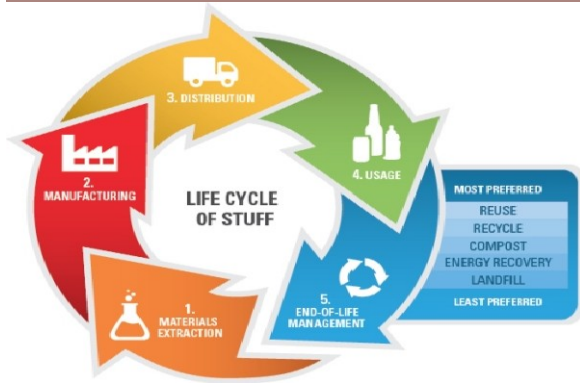 LIFE CYCLE
OF STUFF
1.
MATERIALS
EXTRACTION
2.
MANUFACTURING
3. DISTRIBUTION
4. USAGE
5.
END-OF-LIFE
MANAGEMENT
MOST PREFERRED
REUSE
RECYCLE
COMPOST
ENERGY RECOVERY
LANDFILL
LEAST PREFERRED